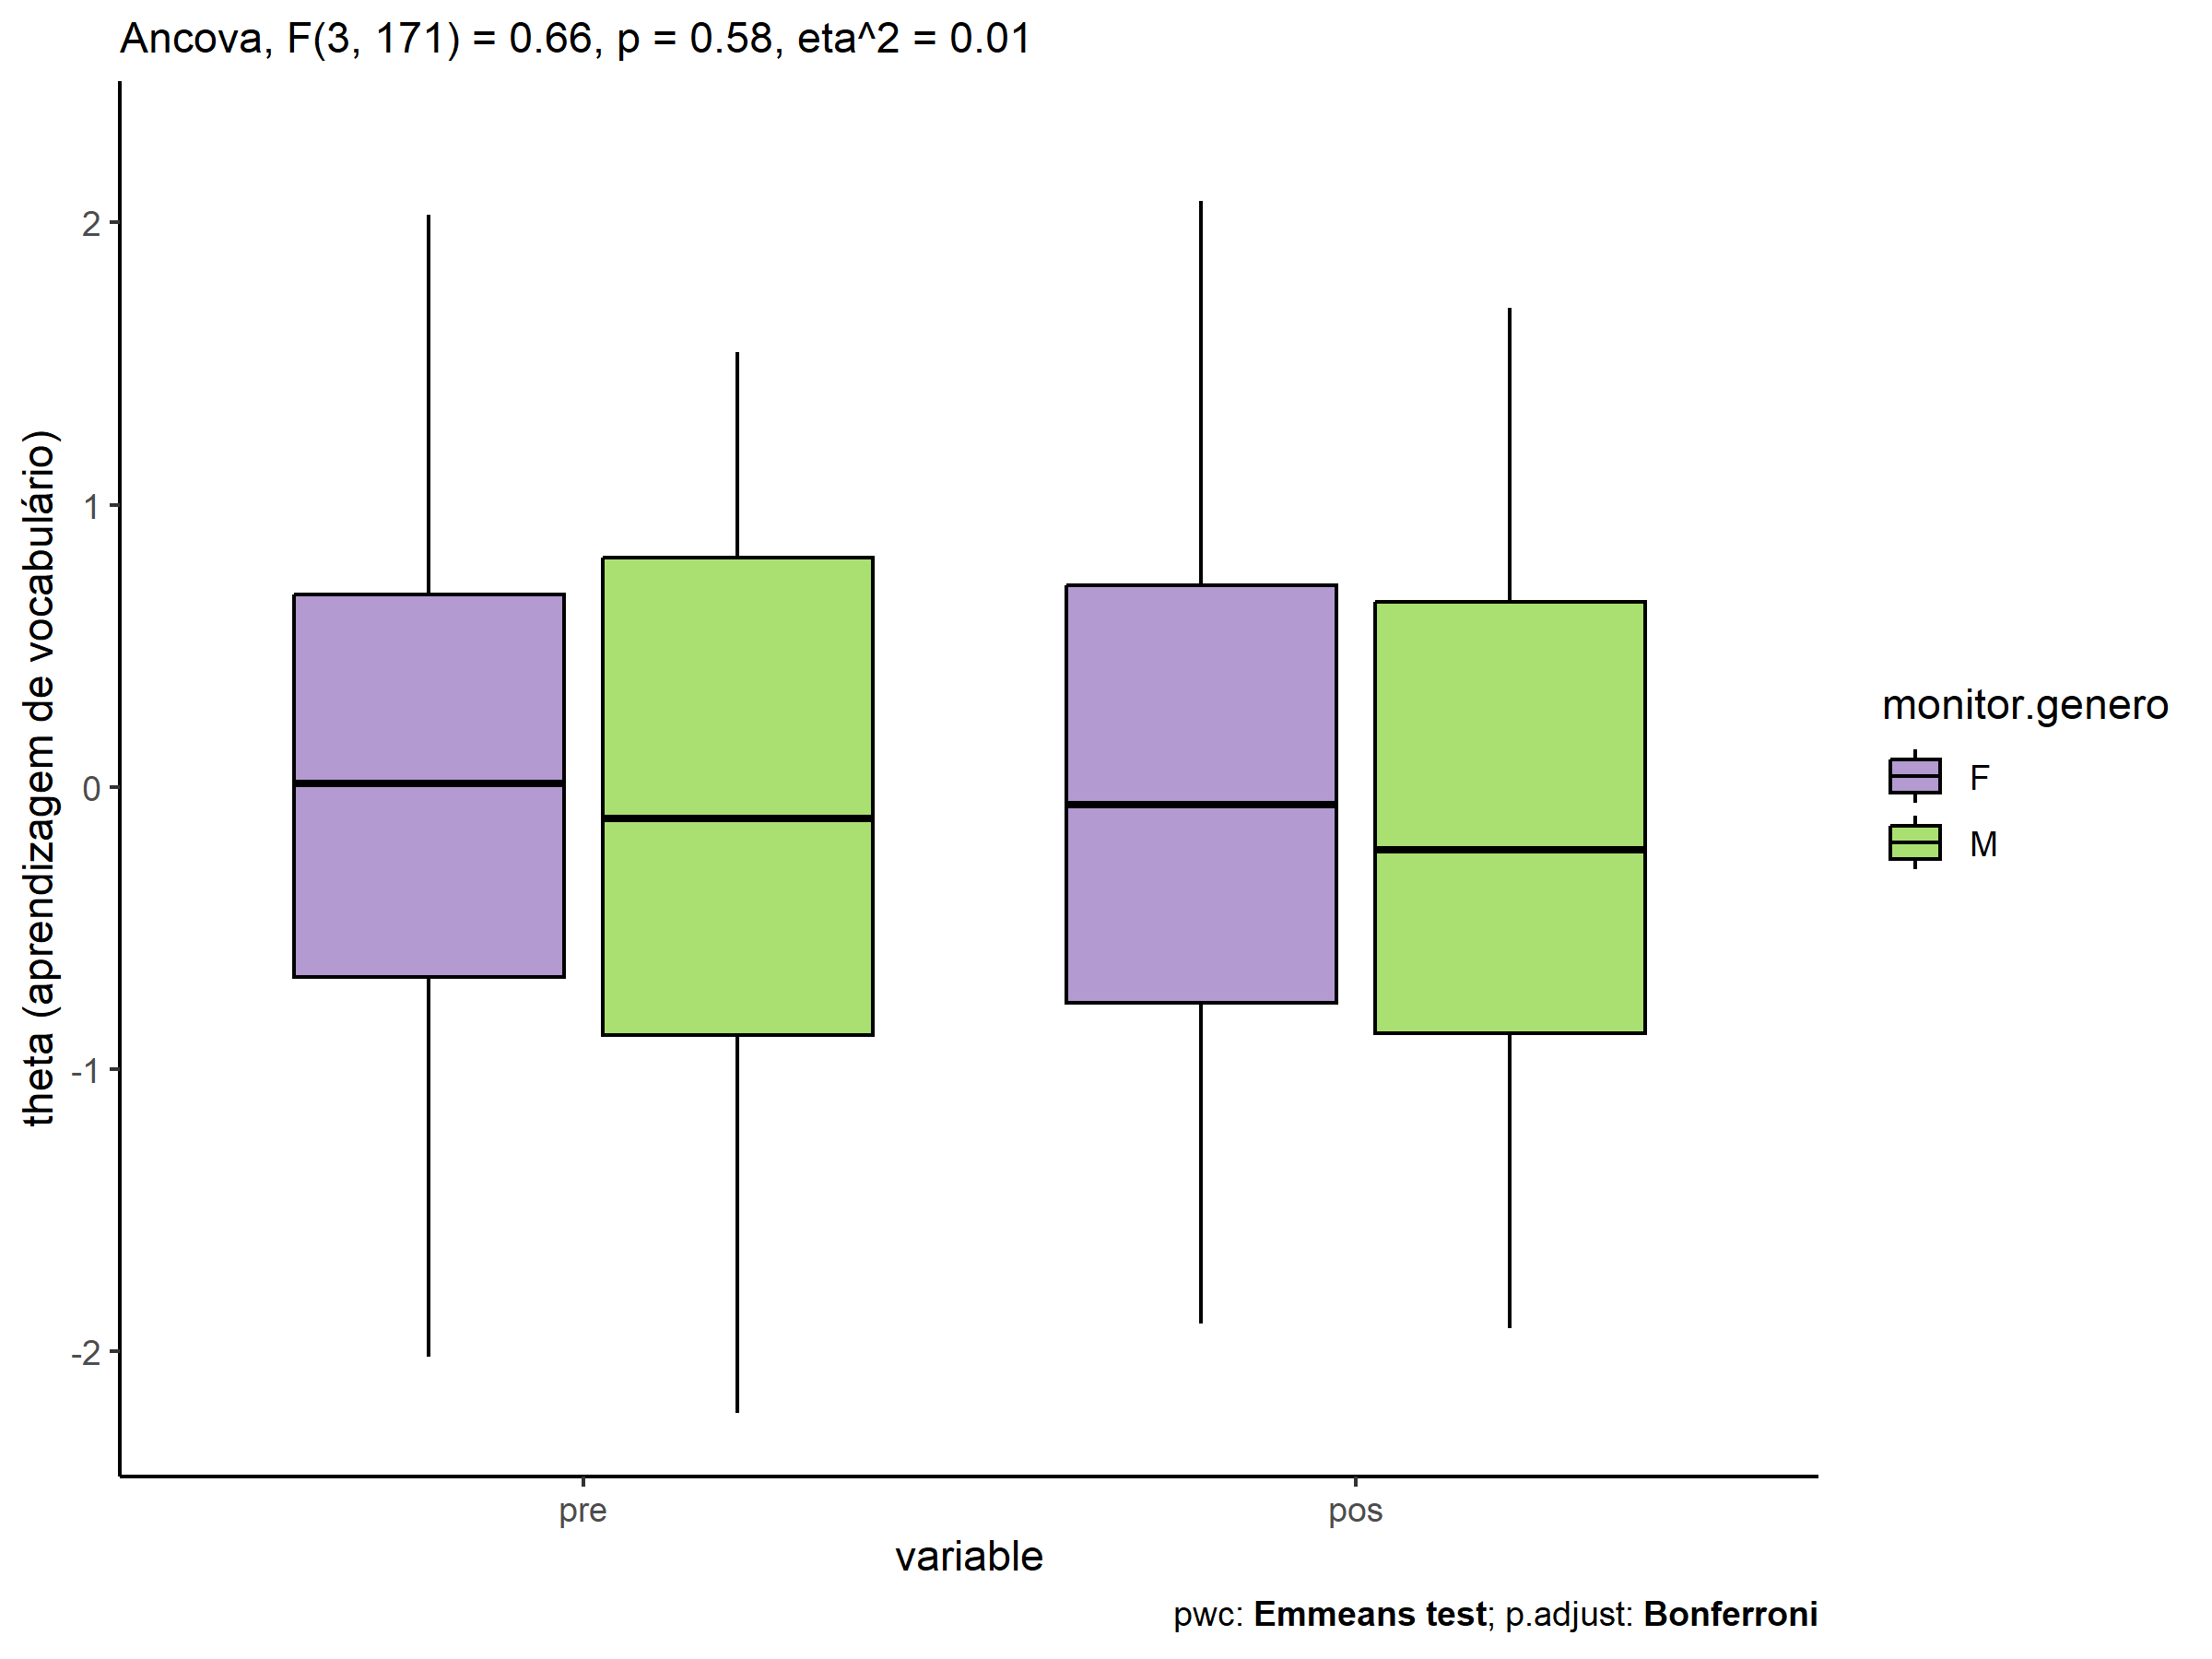 Ancova, F(3, 171) = 0.66, p = 0.58, eta^2 = 0.01
theta (aprendizagem de vocabulário)
2
1
0
-1
-2
pre
pos
variable
monitor.genero
F
M
pwc: Emmeans test; p.adjust: Bonferroni